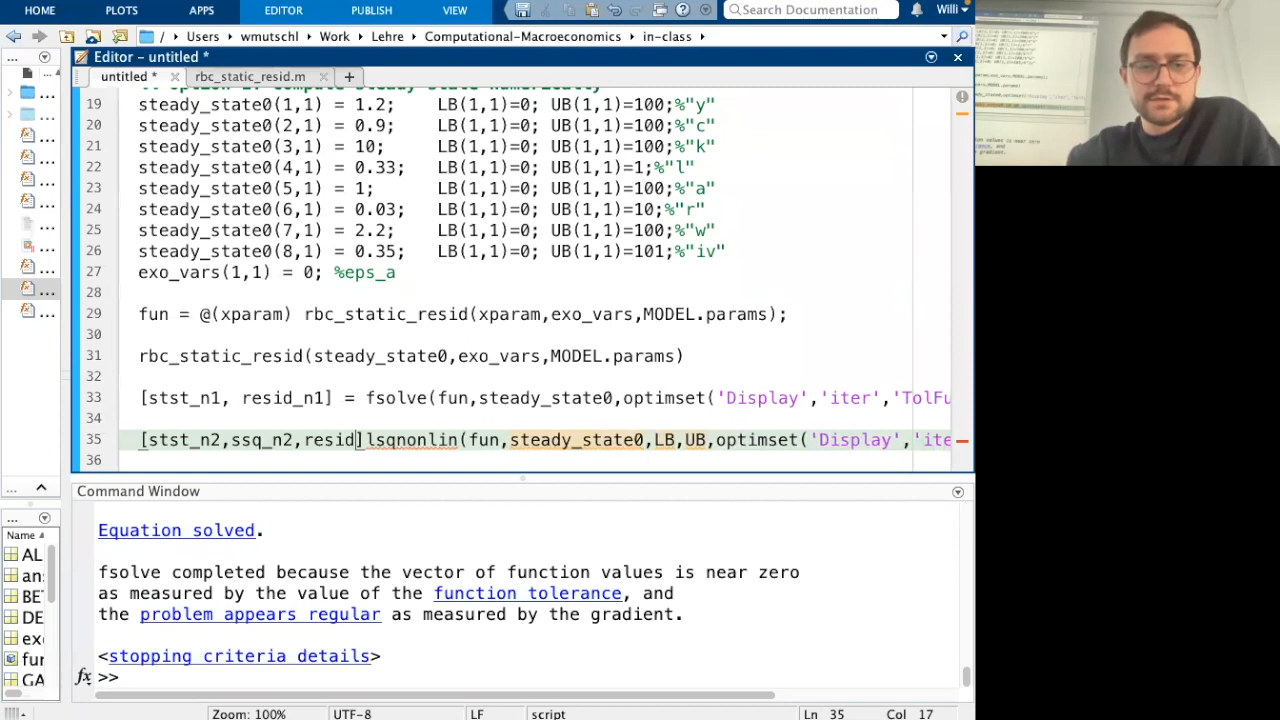 HOME PLOTS APPS EDITOR PUBLISH VIEW Search Documentation Willi
/ Users wmutschl Work Lehre Computational-Macroeconomics in-class
Editor - untitled *
untitled * rbc_static_resid +
19 steady_state0(1,1) = 1.2; LB(1,1)=0; UB(1,1)=100;%"y"
20 steady_state0(2,1) = 0.9; LB(1,1)=0; UB(1,1)=100;%"c"
21 steady_state0(3,1) = 10; LB(1,1)=0; UB(1,1)=100;%"k"
22 steady_state0(4,1) = 0.33; LB(1,1)=0; UB(1,1)=1;%"l"
23 steady_state0(5,1) = 1; LB(1,1)=0; UB(1,1)=100;%"a"
24 steady_state0(6,1) = 0.03; LB(1,1)=0; UB(1,1)=10;%"r"
25 steady_state0(7,1) = 2.2; LB(1,1)=0; UB(1,1)=100;%"w"
26 steady_state0(8,1) = 0.35; LB(1,1)=0; UB(1,1)=101;%"iv"
27 exo_vars(1,1) = 0; %eps_a
28
29 fun = @(xparam) rbc_static_resid(xparam,exo_vars,MODEL.params);
30
31 rbc_static_resid(steady_state0,exo_vars,MODEL.params)
32
33 [stst_n1, resid_n1] = fsolve(fun,steady_state0,optimset('Display','iter','TolFu
34
35 [stst_n2,ssq_n2,resid]lsqnonlin(fun,steady_state0,LB,UB,optimset('Display','ite
36
Command Window
Equation solved.
fsolve completed because the vector of function values is near zero
as measured by the value of the function tolerance, and
the problem appears regular as measured by the gradient.
<stopping criteria details>
fx >>
Name
AL
ans
BE
DE
exo
fun
GA
Zoom: 100% UTF-8 LF script Ln 35 Col 17